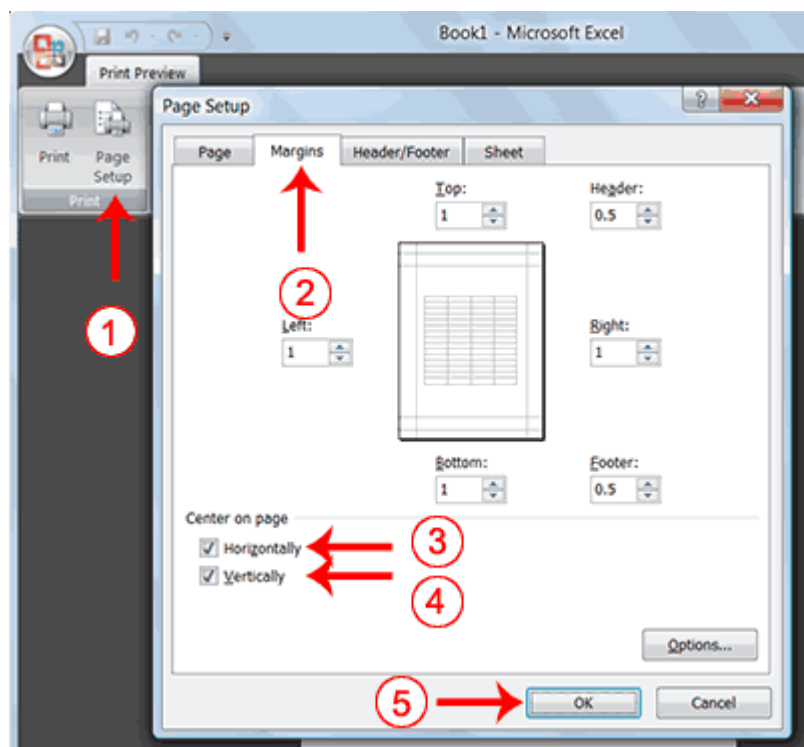 Book1 - Microsoft Excel
Print Preview
Print
Page Setup
Print
Page Setup
Page
Margins
Header/Footer
Sheet
Top:
1
Header:
0.5
Left:
1
Right:
1
Bottom:
1
Footer:
0.5
Center on page
Horizontally
Vertically
Options...
OK
Cancel
1
2
3
4
5